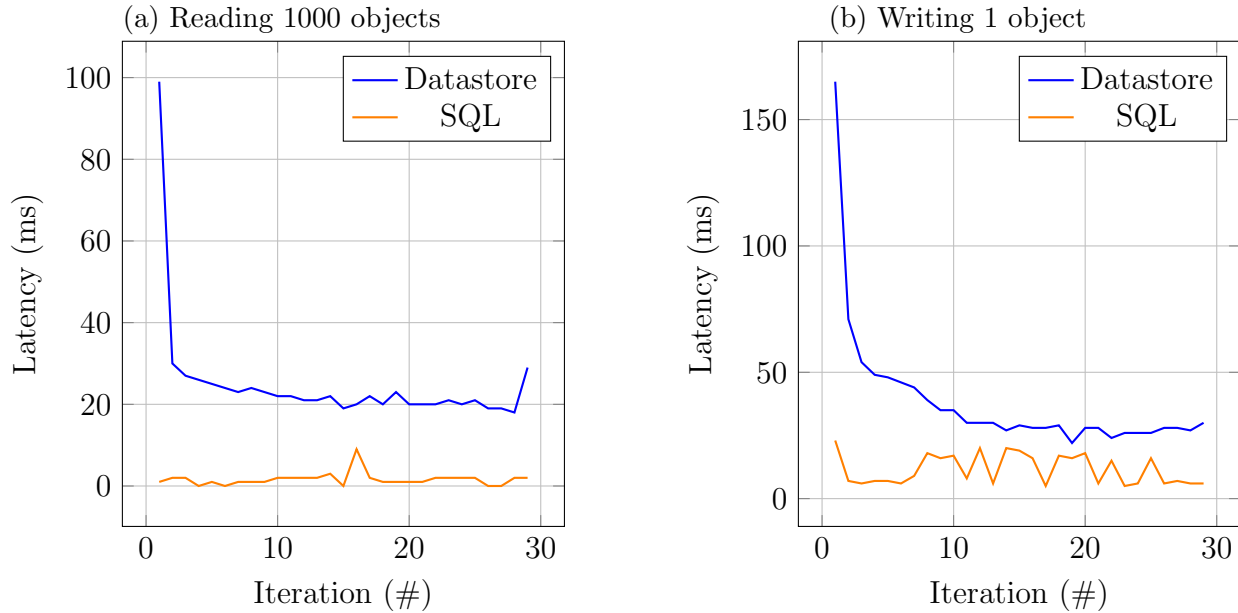 (a) Reading 1000 objects
100
80
60
40
20
0
0
10
20
30
Latency (ms)
Iteration (#)
Datastore
SQL
(b) Writing 1 object
150
100
50
0
0
10
20
30
Latency (ms)
Iteration (#)
Datastore
SQL